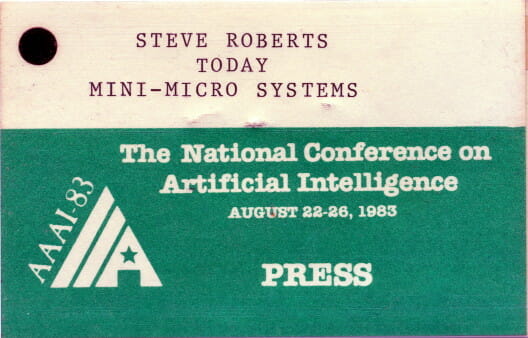 STEVE ROBERTS
TODAY
MINI-MICRO SYSTEMS
The National Conference on
Artificial Intelligence
AUGUST 22-26, 1983
AAAI-83
PRESS